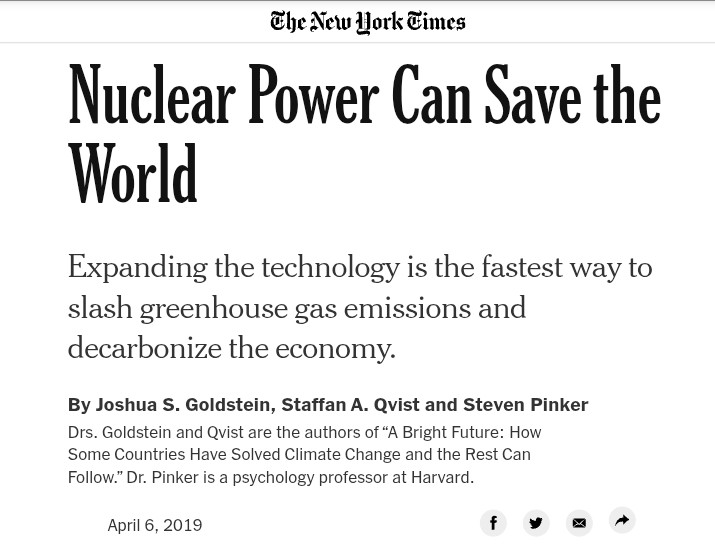 The New York Times
Nuclear Power Can Save the
World
Expanding the technology is the fastest way to
slash greenhouse gas emissions and
decarbonize the economy.
By Joshua S. Goldstein, Staffan A. Qvist and Steven Pinker
Drs. Goldstein and Qvist are the authors of “A Bright Future: How
Some Countries Have Solved Climate Change and the Rest Can
Follow.” Dr. Pinker is a psychology professor at Harvard.
April 6, 2019